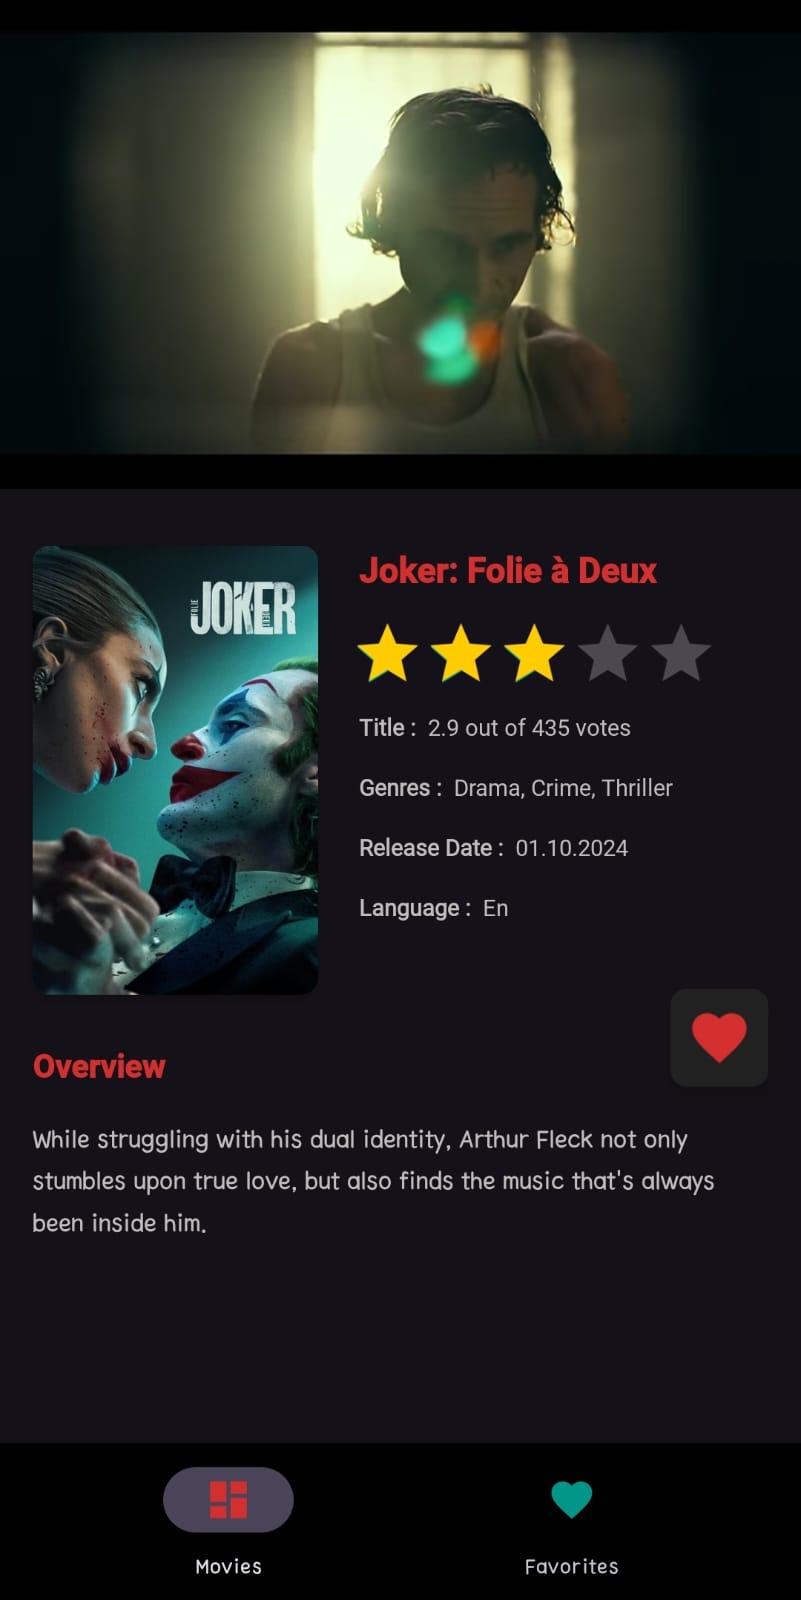 JOKER
Joker: Folie à Deux
Title : 2.9 out of 435 votes
Genres : Drama, Crime, Thriller
Release Date : 01.10.2024
Language : En
Overview
While struggling with his dual identity, Arthur Fleck not only
stumbles upon true love, but also finds the music that's always
been inside him.
Movies
Favorites